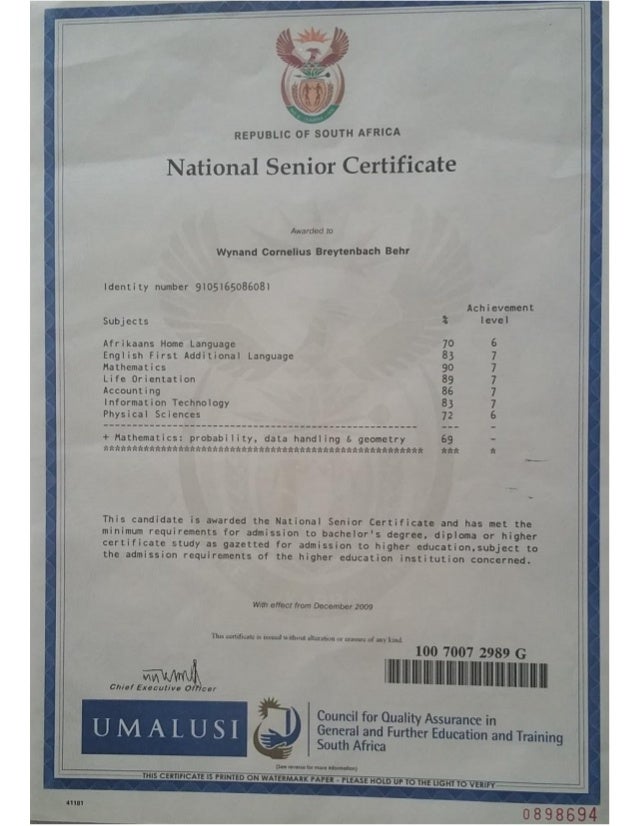 REPUBLIC OF SOUTH AFRICA
National Senior Certificate
Awarded to
Wynand Cornelius Breytenbach Behr
Identity number 9105165086081
Achievement
Subjects % level
Afrikaans Home Language 70 6
English First Additional Language 83 7
Mathematics 90 7
Life Orientation 89 7
Accounting 86 7
Information Technology 83 7
Physical Sciences 72 6
+ Mathematics: probability, data handling & geometry 69 -
This candidate is awarded the National Senior Certificate and has met the
minimum requirements for admission to bachelor's degree, diploma or higher
certificate study as gazetted for admission to higher education,subject to
the admission requirements of the higher education institution concerned.
With effect from December 2009
This certificate is issued without alteration or erasure of any kind.
100 7007 2989 G
Chief Executive Officer
UMALUSI
Council for Quality Assurance in
General and Further Education and Training
South Africa
(See reverse for more information)
THIS CERTIFICATE IS PRINTED ON WATERMARK PAPER - PLEASE HOLD UP TO THE LIGHT TO VERIFY
41101
0898694